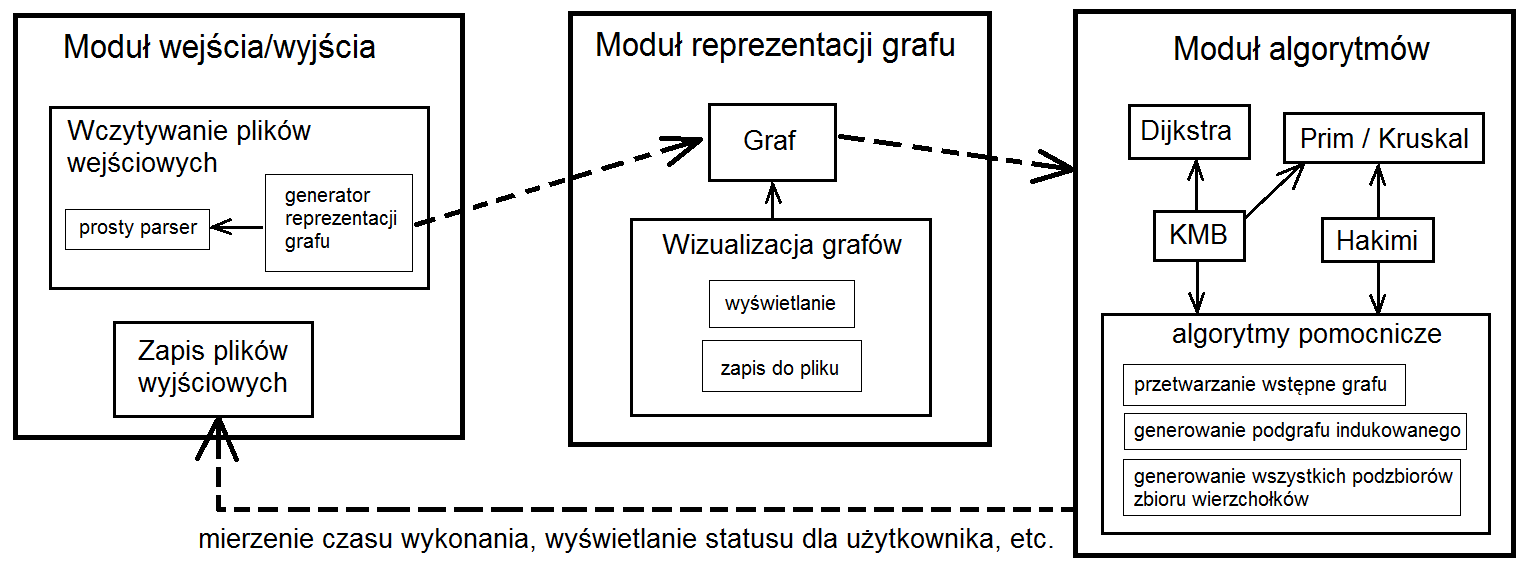 Moduł wejścia/wyjścia
Wczytywanie plików
wejściowych
prosty parser
generator
reprezentacji
grafu
Zapis plików
wyjściowych
Moduł reprezentacji grafu
Graf
Wizualizacja grafów
wyświetlanie
zapis do pliku
Moduł algorytmów
Dijkstra
Prim / Kruskal
KMB
Hakimi
algorytmy pomocnicze
przetwarzanie wstępne grafu
generowanie podgrafu indukowanego
generowanie wszystkich podzbiorów
zbioru wierzchołków
mierzenie czasu wykonania, wyświetlanie statusu dla użytkownika, etc.